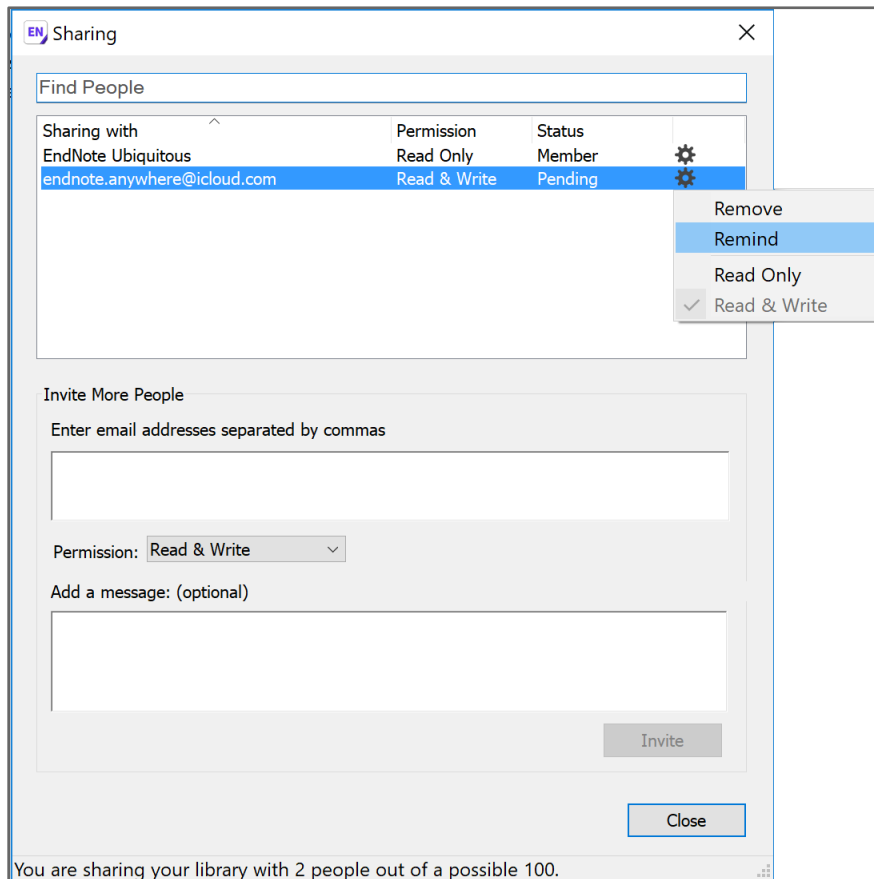 EN Sharing
Find People
Sharing with Permission Status
EndNote Ubiquitous Read Only Member
endnote.anywhere@icloud.com Read & Write Pending
Remove
Remind
Read Only
Read & Write
Invite More People
Enter email addresses separated by commas
Permission: Read & Write
Add a message: (optional)
Invite
Close
You are sharing your library with 2 people out of a possible 100.